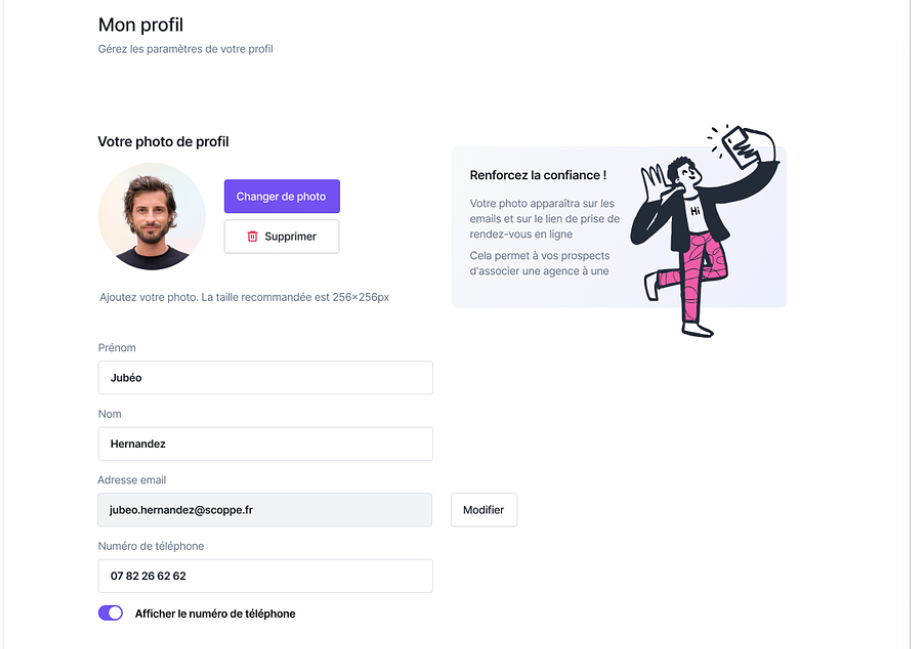 Mon profil
Gérez les paramètres de votre profil
Votre photo de profil
Changer de photo
Supprimer
Ajoutez votre photo. La taille recommandée est 256×256px
Renforcez la confiance !
Votre photo apparaîtra sur les
emails et sur le lien de prise de
rendez-vous en ligne
Cela permet à vos prospects
d'associer une agence à une
Hi
Prénom
Jubéo
Nom
Hernandez
Adresse email
jubeo.hernandez@scoppe.fr
Modifier
Numéro de téléphone
07 82 26 62 62
Afficher le numéro de téléphone